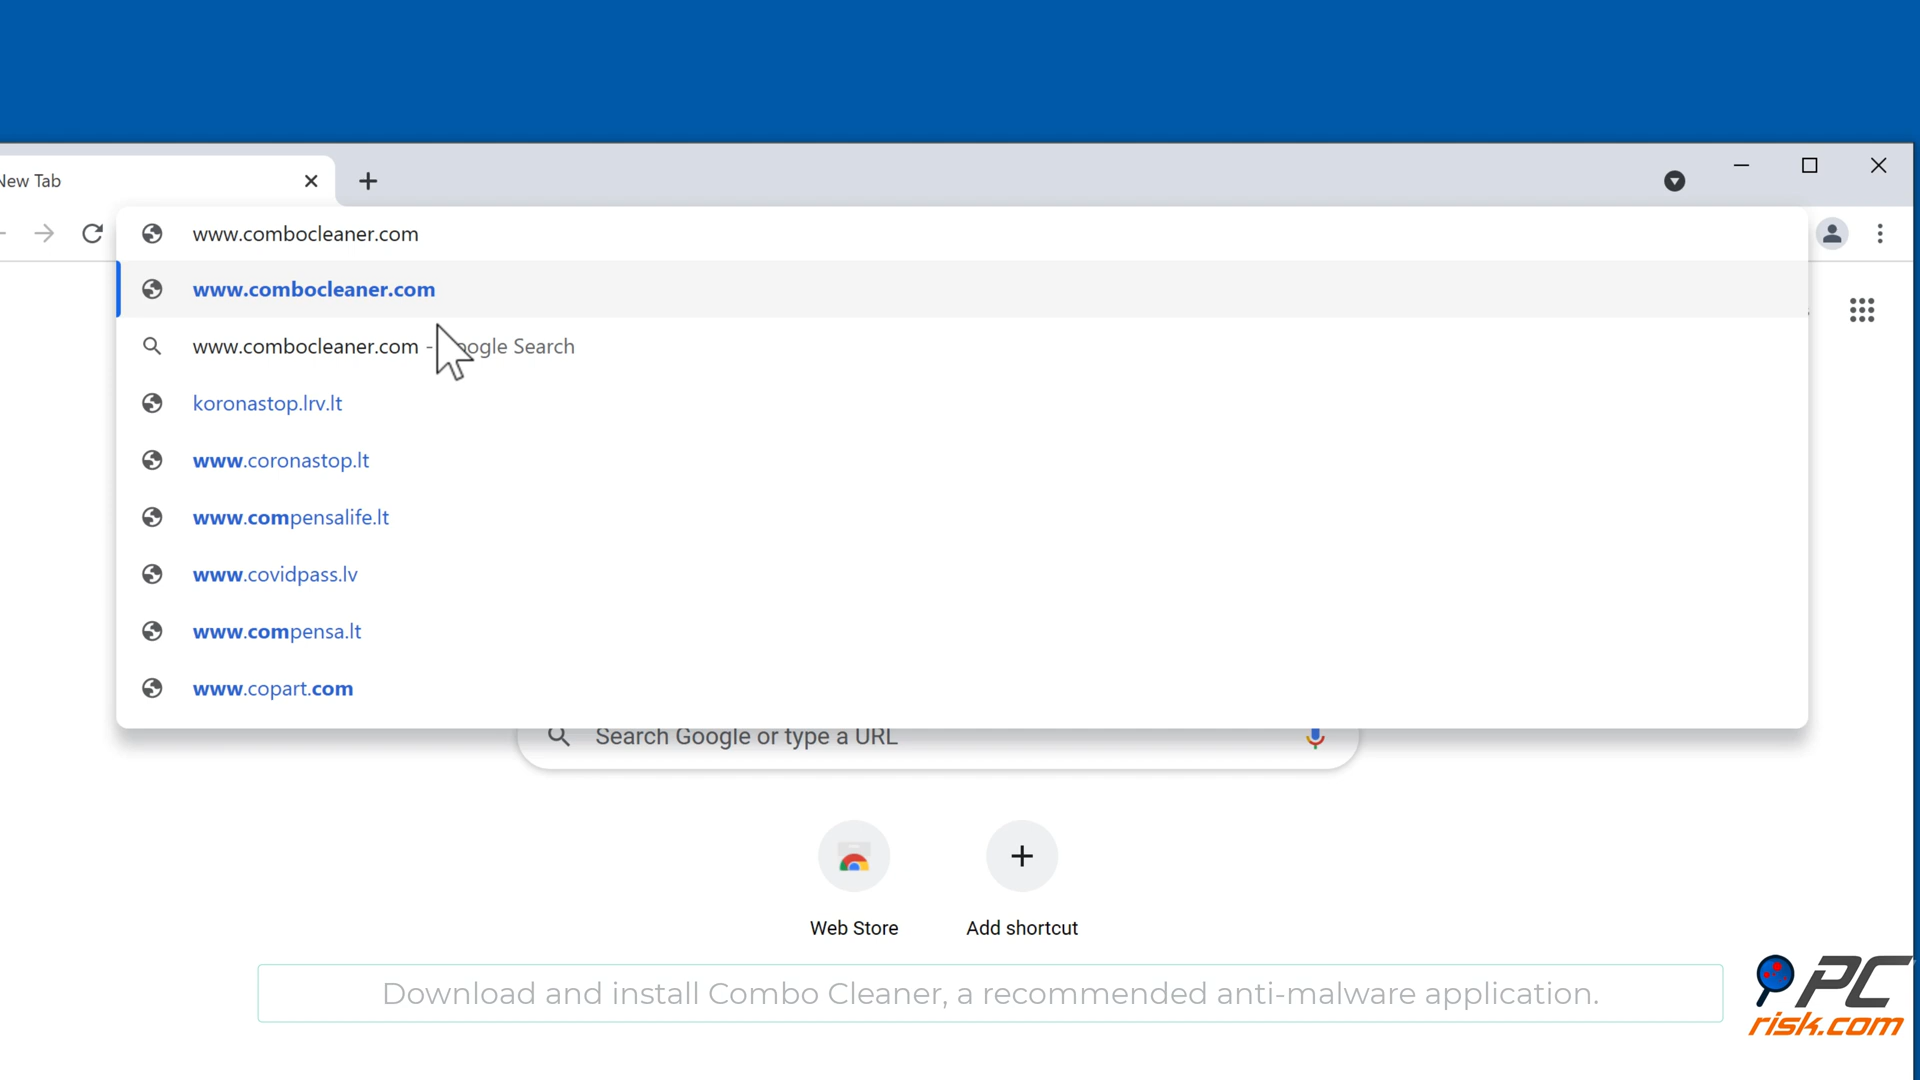 New Tab
www.combocleaner.com
www.combocleaner.com
www.combocleaner.com - Google Search
koronastop.lrv.lt
www.coronastop.lt
www.compensalife.lt
www.covidpass.lv
www.compensa.lt
www.copart.com
Search Google or type a URL
Web Store
Add shortcut
Download and install Combo Cleaner, a recommended anti-malware application.
PC
risk.com